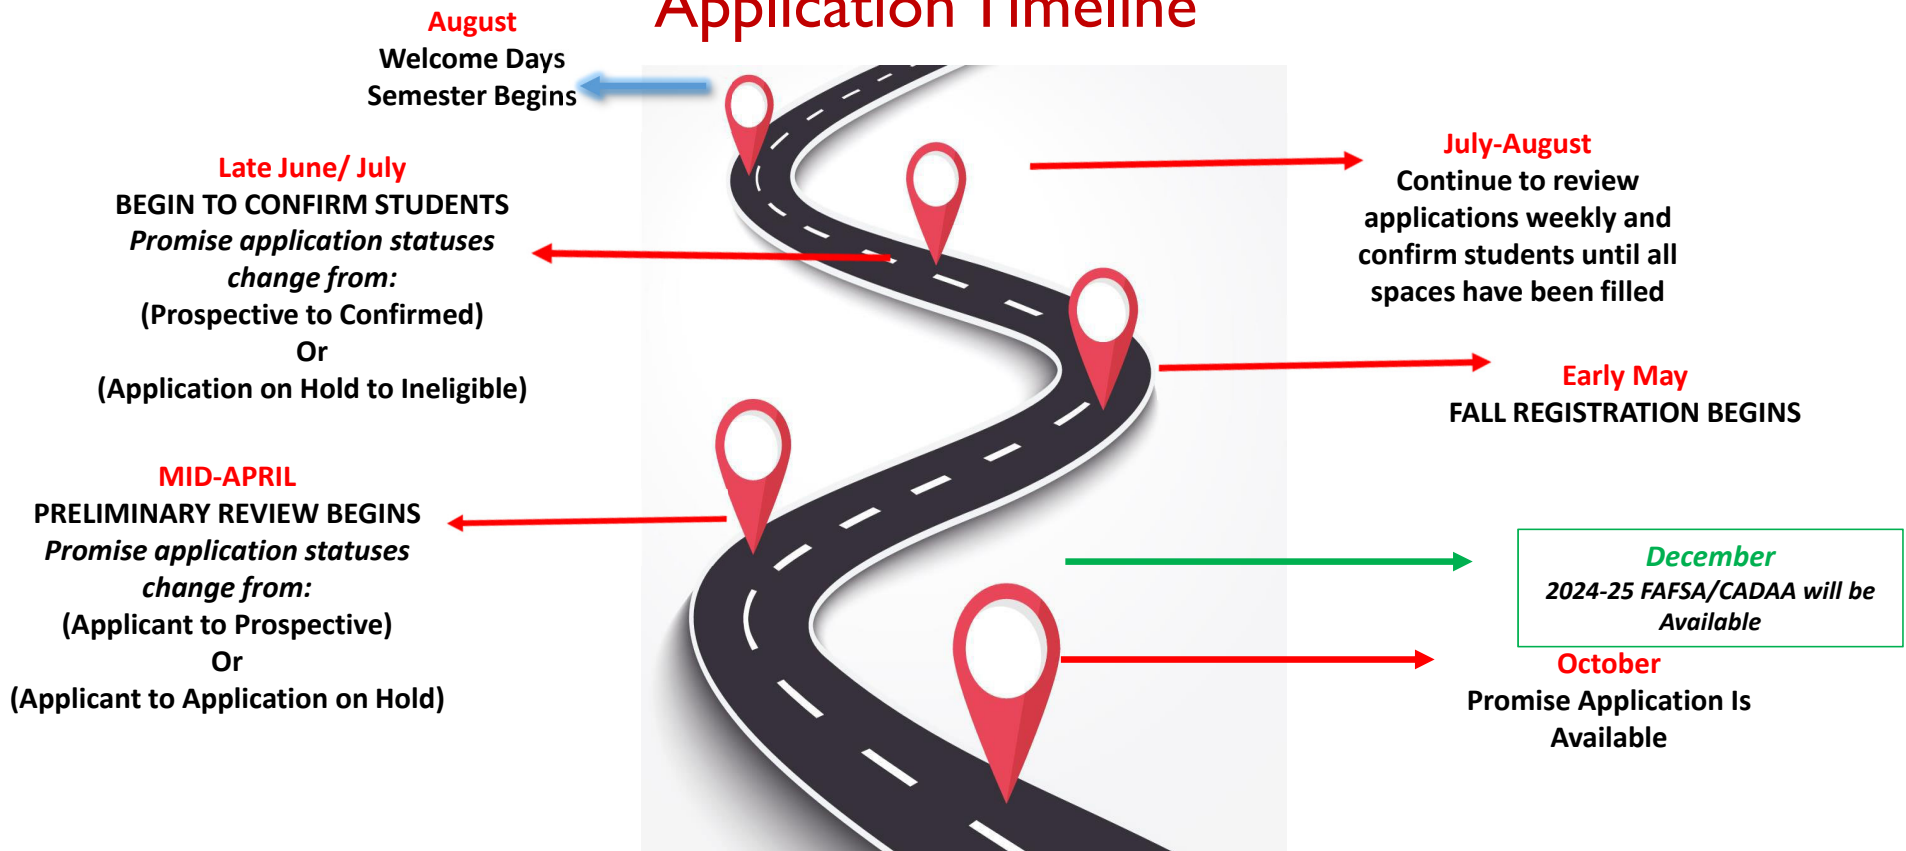 Application Timeline
August
Welcome Days
Semester Begins
Late June/ July
BEGIN TO CONFIRM STUDENTS
Promise application statuses
change from:
(Prospective to Confirmed)
Or
(Application on Hold to Ineligible)
MID-APRIL
PRELIMINARY REVIEW BEGINS
Promise application statuses
change from:
(Applicant to Prospective)
Or
(Applicant to Application on Hold)
July-August
Continue to review
applications weekly and
confirm students until all
spaces have been filled
Early May
FALL REGISTRATION BEGINS
December
2024-25 FAFSA/CADAA will be
Available
October
Promise Application Is
Available